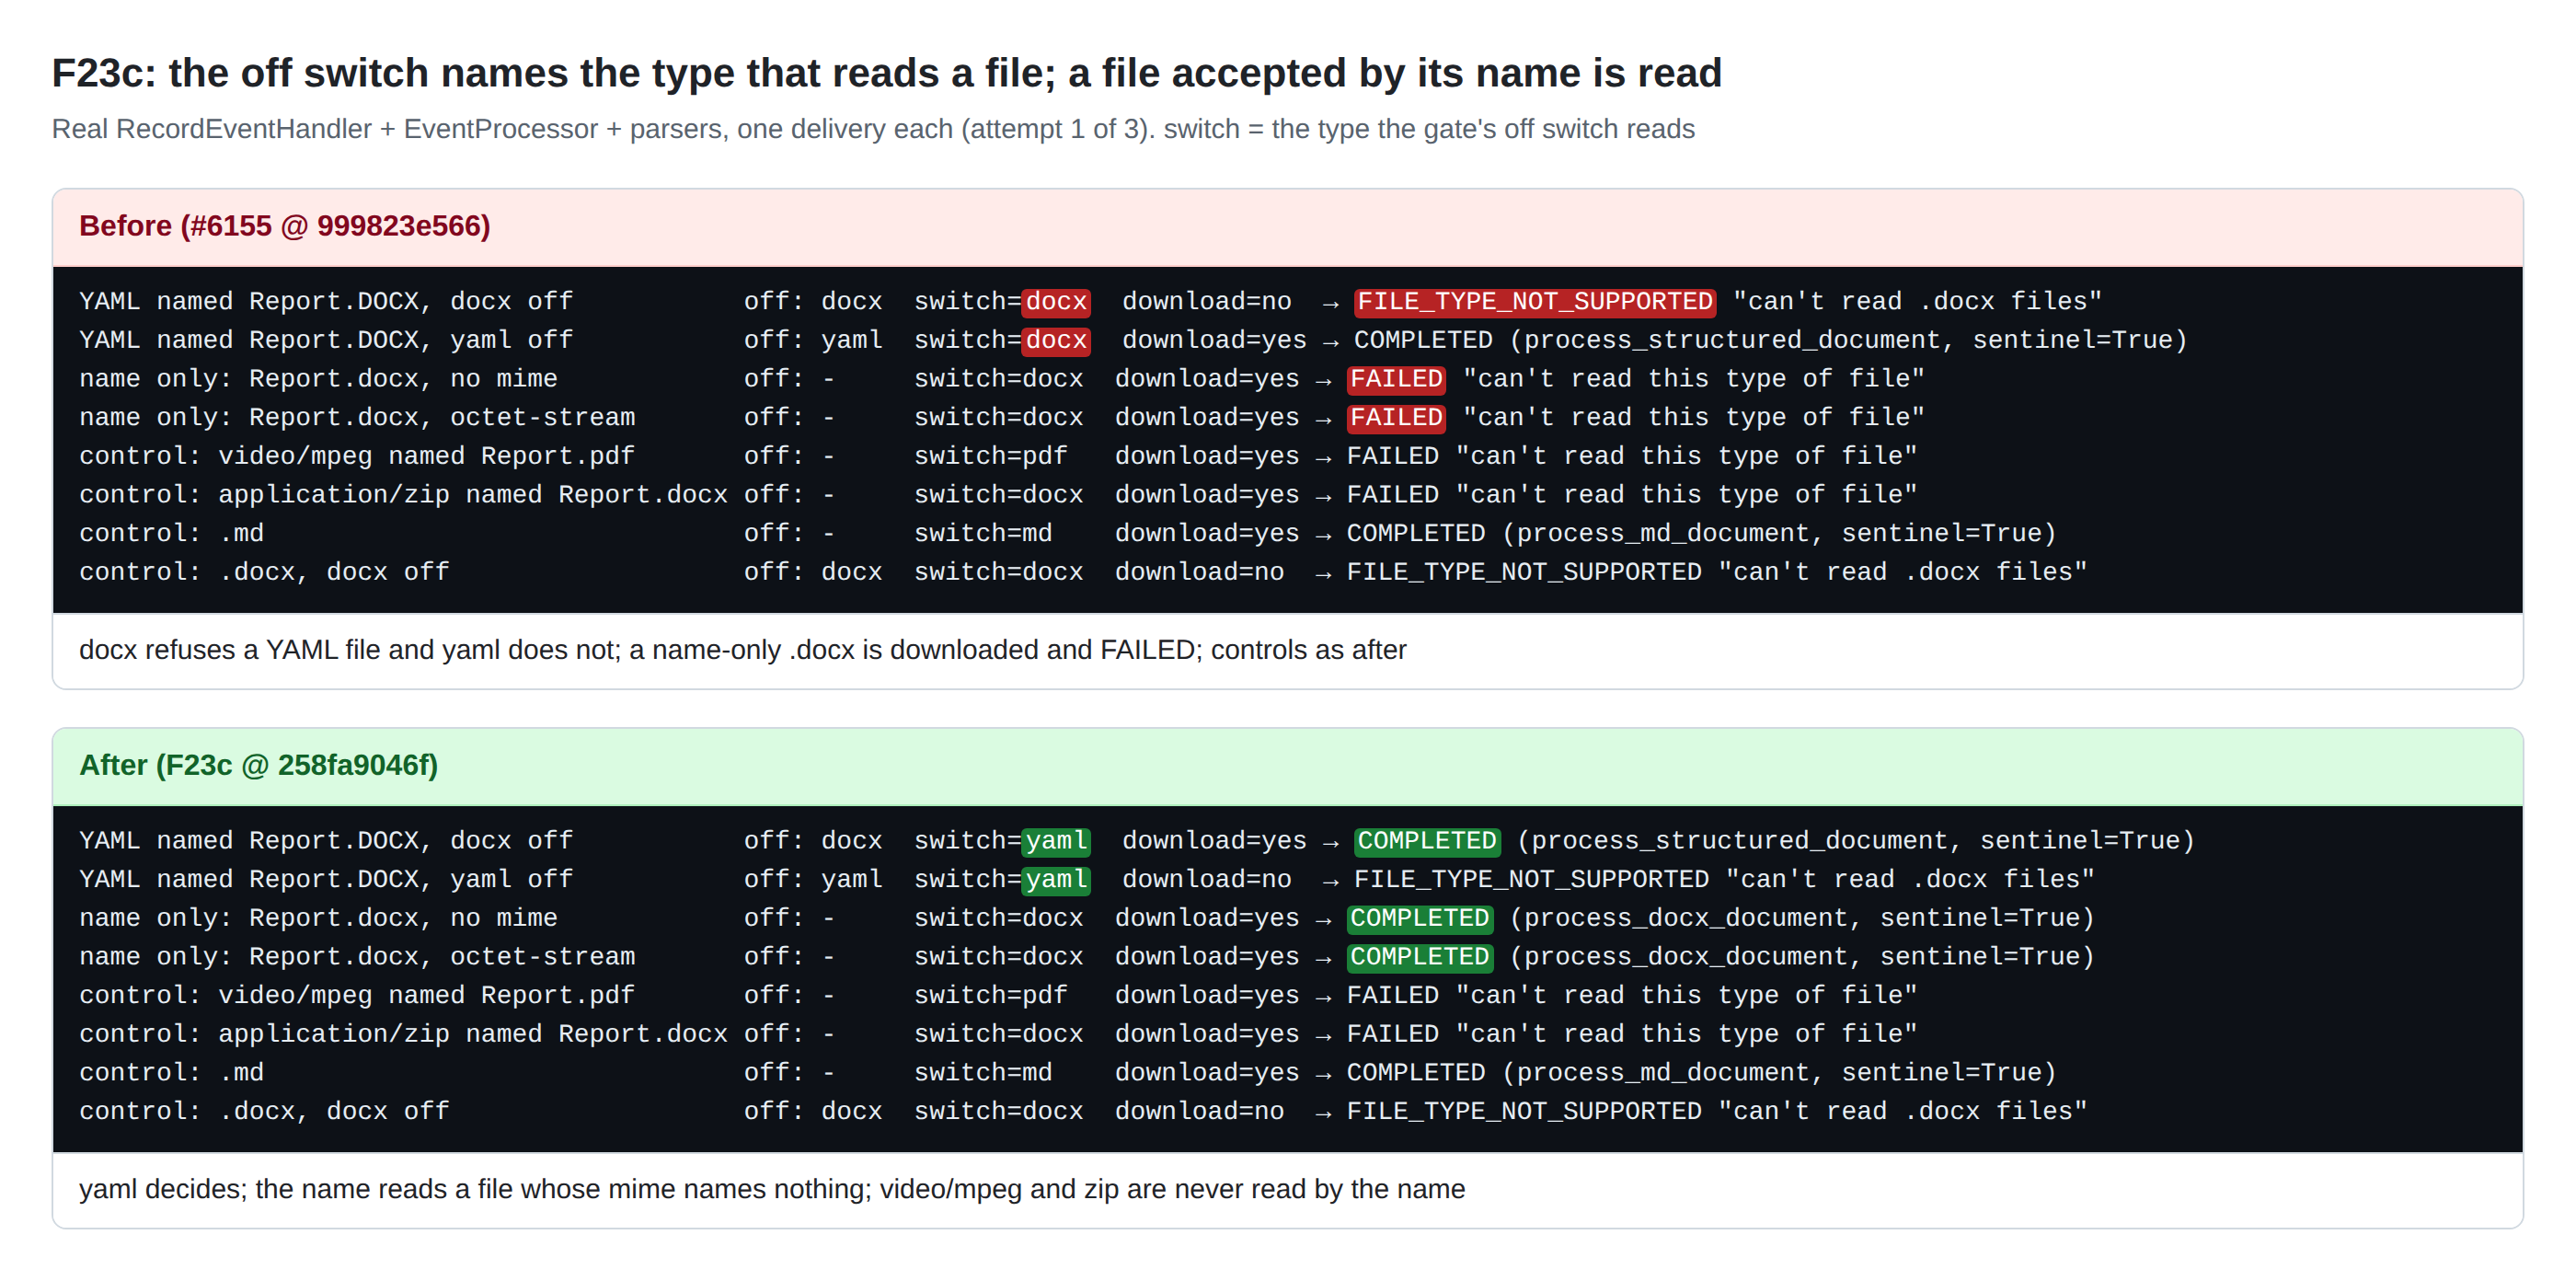 F23c: the off switch names the type that reads a file; a file accepted by its name is read
Real RecordEventHandler + EventProcessor + parsers, one delivery each (attempt 1 of 3). switch = the type the gate's off switch reads
Before (#6155 @ 999823e566)
YAML named Report.DOCX, docx off off: docx switch=docx download=no → FILE_TYPE_NOT_SUPPORTED "can't read .docx files"
YAML named Report.DOCX, yaml off off: yaml switch=docx download=yes → COMPLETED (process_structured_document, sentinel=True)
name only: Report.docx, no mime off: - switch=docx download=yes → FAILED "can't read this type of file"
name only: Report.docx, octet-stream off: - switch=docx download=yes → FAILED "can't read this type of file"
control: video/mpeg named Report.pdf off: - switch=pdf download=yes → FAILED "can't read this type of file"
control: application/zip named Report.docx off: - switch=docx download=yes → FAILED "can't read this type of file"
control: .md off: - switch=md download=yes → COMPLETED (process_md_document, sentinel=True)
control: .docx, docx off off: docx switch=docx download=no → FILE_TYPE_NOT_SUPPORTED "can't read .docx files"
docx refuses a YAML file and yaml does not; a name-only .docx is downloaded and FAILED; controls as after
After (F23c @ 258fa9046f)
YAML named Report.DOCX, docx off off: docx switch=yaml download=yes → COMPLETED (process_structured_document, sentinel=True)
YAML named Report.DOCX, yaml off off: yaml switch=yaml download=no → FILE_TYPE_NOT_SUPPORTED "can't read .docx files"
name only: Report.docx, no mime off: - switch=docx download=yes → COMPLETED (process_docx_document, sentinel=True)
name only: Report.docx, octet-stream off: - switch=docx download=yes → COMPLETED (process_docx_document, sentinel=True)
control: video/mpeg named Report.pdf off: - switch=pdf download=yes → FAILED "can't read this type of file"
control: application/zip named Report.docx off: - switch=docx download=yes → FAILED "can't read this type of file"
control: .md off: - switch=md download=yes → COMPLETED (process_md_document, sentinel=True)
control: .docx, docx off off: docx switch=docx download=no → FILE_TYPE_NOT_SUPPORTED "can't read .docx files"
yaml decides; the name reads a file whose mime names nothing; video/mpeg and zip are never read by the name